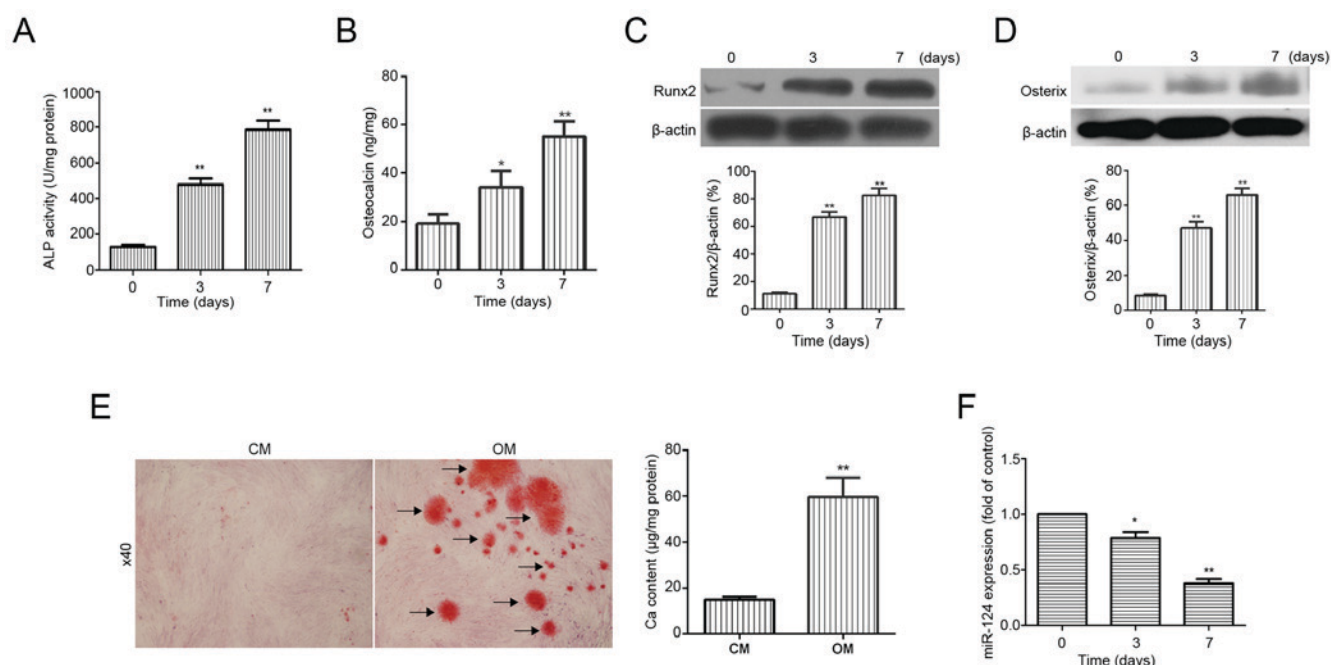 A
ALP acitvity (U/mg protein)
1000
800
600
400
200
0
**
**
0 3 7
Time (days)
B
Osteocalcin (ng/mg)
80
60
40
20
0
*
**
0 3 7
Time (days)
C
0 3 7 (days)
Runx2
β-actin
Runx2/β-actin (%)
100
80
60
40
20
0
**
**
0 3 7
Time (days)
D
0 3 7 (days)
Osterix
β-actin
Osterix/β-actin (%)
80
60
40
20
0
**
**
0 3 7
Time (days)
E
CM OM
x40
Ca content (μg/mg protein)
80
60
40
20
0
**
CM OM
F
miR-124 expression (fold of control)
1.5
1.0
0.5
0.0
*
**
0 3 7
Time (days)